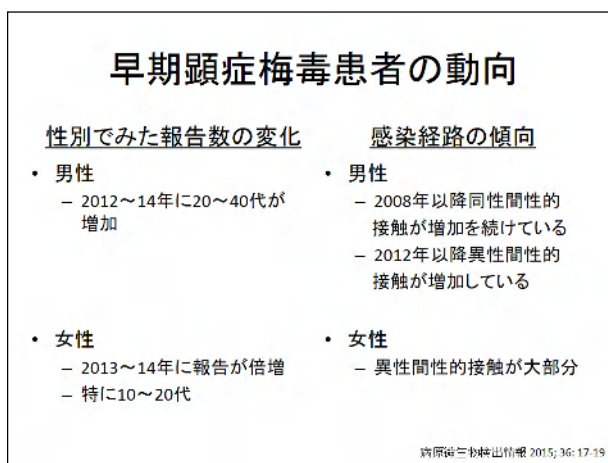 早期顕症梅毒患者の動向
性別でみた報告数の変化
• 男性
– 2012～14年に20～40代が
増加
• 女性
– 2013～14年に報告が倍増
– 特に10～20代
感染経路の傾向
• 男性
– 2008年以降同性間性的
接触が増加を続けている
– 2012年以降異性間性的
接触が増加している
• 女性
– 異性間性的接触が大部分
病原微生物検出情報 2015; 36: 17-19